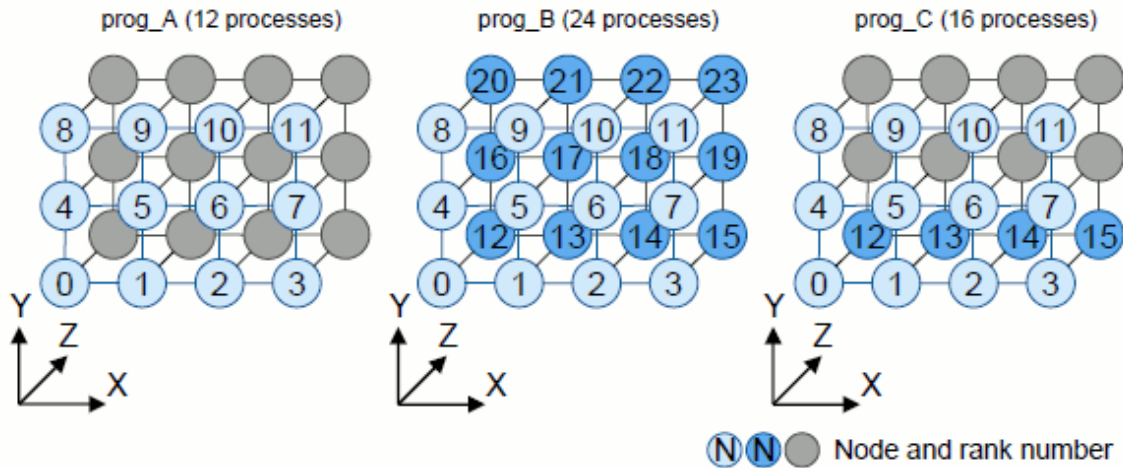 prog_A (12 processes) prog_B (24 processes) prog_C (16 processes)
20 21 22 23
8 9 10 11 8 9 10 11 8 9 10 11
16 17 18 19
4 5 6 7 4 5 6 7 4 5 6 7
12 13 14 15 12 13 14 15
0 1 2 3 0 1 2 3 0 1 2 3
Y Y Y
Z Z Z
X X X
N N Node and rank number